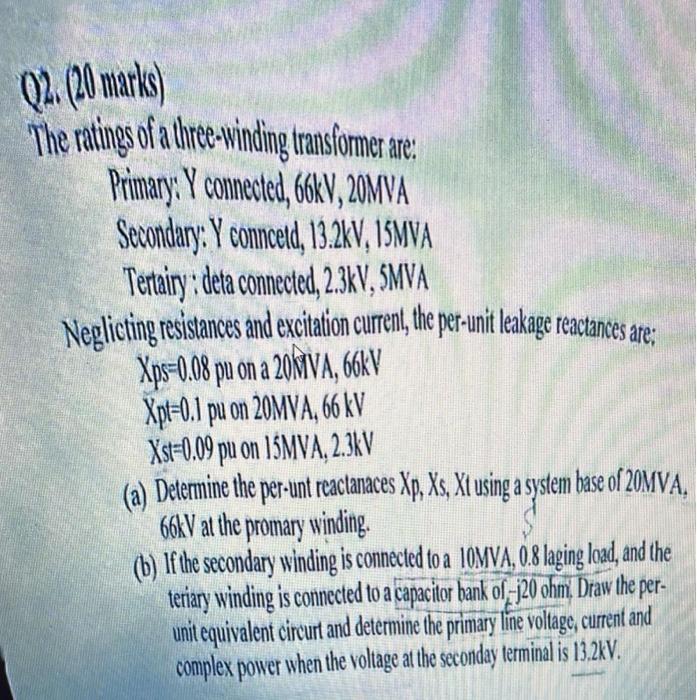 Q2. (20 marks)
The ratings of a three-winding transformer are:
Primary: Y connected, 66kV, 20MVA
Secondary: Y conncetd, 13.2kV, 15MVA
Tertairy : deta connected, 2.3kV, 5MVA
Neglicting resistances and excitation current, the per-unit leakage reactances are;
Xps=0.08 pu on a 20MVA, 66kV
Xpt=0.1 pu on 20MVA, 66 kV
Xst=0.09 pu on 15MVA, 2.3kV
(a) Determine the per-unt reactanaces Xp, Xs, Xt using a system base of 20MVA,
66kV at the promary winding.
(b) If the secondary winding is connected to a 10MVA, 0.8 laging load, and the
teriary winding is connected to a capacitor bank of -j20 ohm. Draw the per-
unit equivalent circurt and determine the primary line voltage, current and
complex power when the voltage at the seconday terminal is 13.2kV.